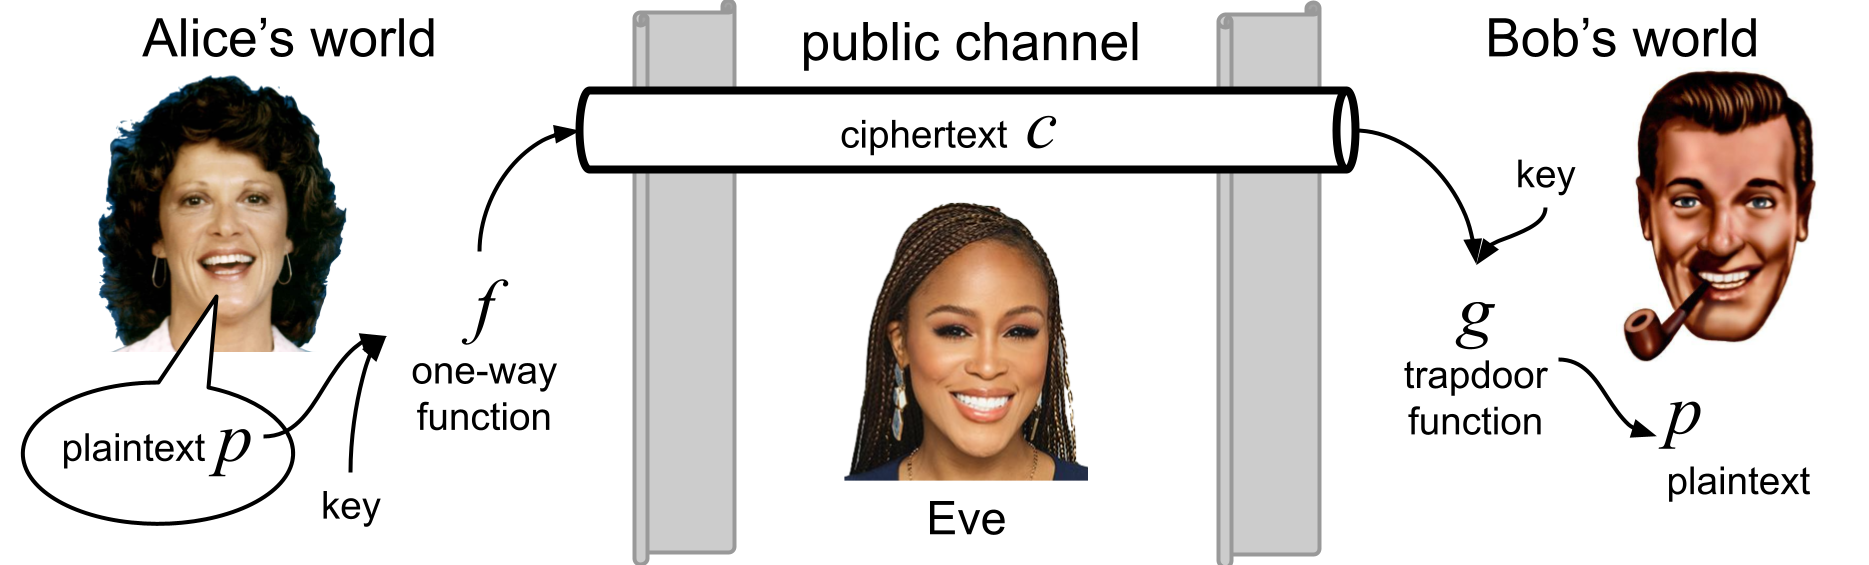 Alice's world
public channel
Bob's world
ciphertext c
key
f
one-way
function
g
trapdoor
function
plaintext p
key
p
plaintext
Eve